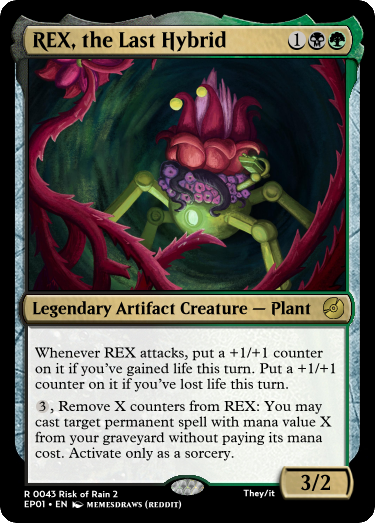 REX, the Last Hybrid 1
Legendary Artifact Creature — Plant
Whenever REX attacks, put a +1/+1 counter
on it if you've gained life this turn. Put a +1/+1
counter on it if you've lost life this turn.
3, Remove X counters from REX: You may
cast target permanent spell with mana value X
from your graveyard without paying its mana
cost. Activate only as a sorcery.
3/2
R 0043 Risk of Rain 2 They/it
EP01 • EN MEMESDRAWS (REDDIT)